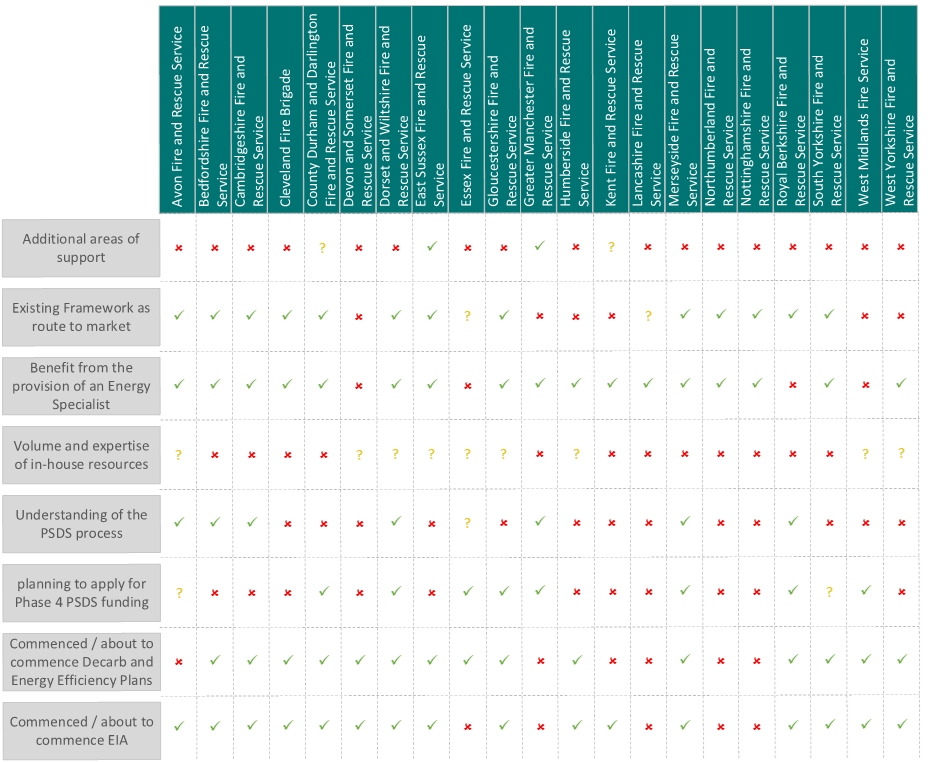 Avon Fire and Rescue Service
Bedfordshire Fire and Rescue
Service
Cambridgeshire Fire and
Rescue Service
Cleveland Fire Brigade
County Durham and Darlington
Fire and Rescue Service
Devon and Somerset Fire and
Rescue Service
Dorset and Wiltshire Fire and
Rescue Service
East Sussex Fire and Rescue
Service
Essex Fire and Rescue Service
Gloucestershire Fire and
Rescue Service
Greater Manchester Fire and
Rescue Service
Humberside Fire and Rescue
Service
Kent Fire and Rescue Service
Lancashire Fire and Rescue
Service
Merseyside Fire and Rescue
Service
Northumberland Fire and
Rescue Service
Nottinghamshire Fire and
Rescue Service
Royal Berkshire Fire and
Rescue Service
South Yorkshire Fire and
Rescue Service
West Midlands Fire Service
West Yorkshire Fire and
Rescue Service
Additional areas of
support
× × × × ? × × ✓ × × ✓ × ? × × × × × × × ×
Existing Framework as
route to market
✓ ✓ ✓ ✓ ✓ × ✓ ✓ ? ✓ × × × ? ✓ ✓ ✓ ✓ ✓ × ×
Benefit from the
provision of an Energy
Specialist
✓ ✓ ✓ ✓ ✓ × ✓ ✓ × ✓ ✓ ✓ ✓ ✓ ✓ ✓ ✓ × ✓ × ✓
Volume and expertise
of in-house resources
? × × × × ? ? ? ? ? × ? × × × × × × × ? ?
Understanding of the
PSDS process
✓ ✓ ✓ × × × ✓ × ? × ✓ × × × ✓ × × ✓ × × ×
planning to apply for
Phase 4 PSDS funding
? × × × ✓ × ✓ × ✓ ✓ ✓ × × × ✓ × × ✓ ? ✓ ×
Commenced / about to
commence Decarb and
Energy Efficiency Plans
× ✓ ✓ ✓ ✓ ✓ ✓ ✓ ✓ ✓ × ✓ × × ✓ × × ✓ ✓ ✓ ✓
Commenced / about to
commence EIA
✓ ✓ ✓ ✓ ✓ ✓ ✓ ✓ × ✓ × ✓ ✓ × ✓ × × ✓ ✓ ✓ ✓